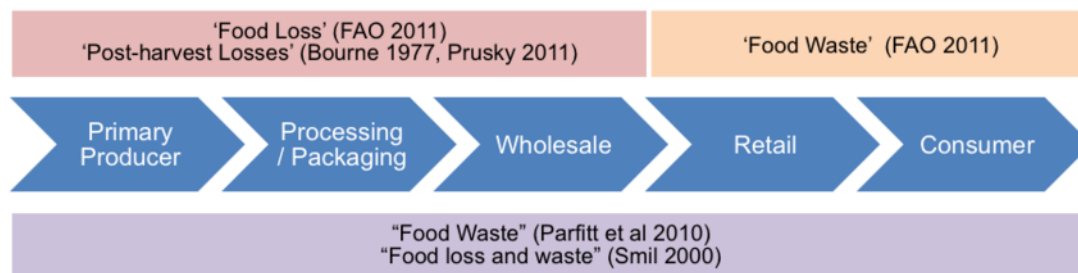 ‘Food Loss’ (FAO 2011)
‘Post-harvest Losses’ (Bourne 1977, Prusky 2011)
‘Food Waste’ (FAO 2011)
Primary
Producer
Processing
/ Packaging
Wholesale
Retail
Consumer
“Food Waste” (Parfitt et al 2010)
“Food loss and waste” (Smil 2000)